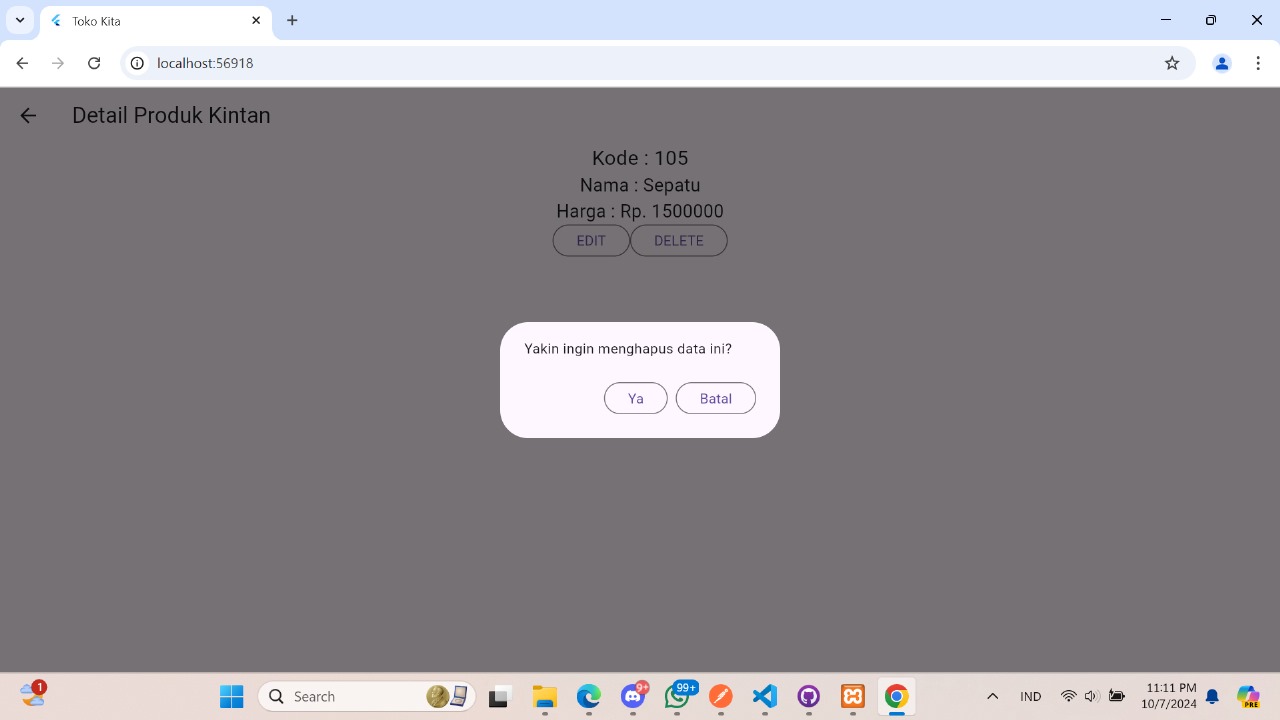 Toko Kita
localhost:56918
Detail Produk Kintan
Kode : 105
Nama : Sepatu
Harga : Rp. 1500000
EDIT DELETE
Yakin ingin menghapus data ini?
Ya Batal
1
Search
9+
99+
IND
11:11 PM
10/7/2024
PRE